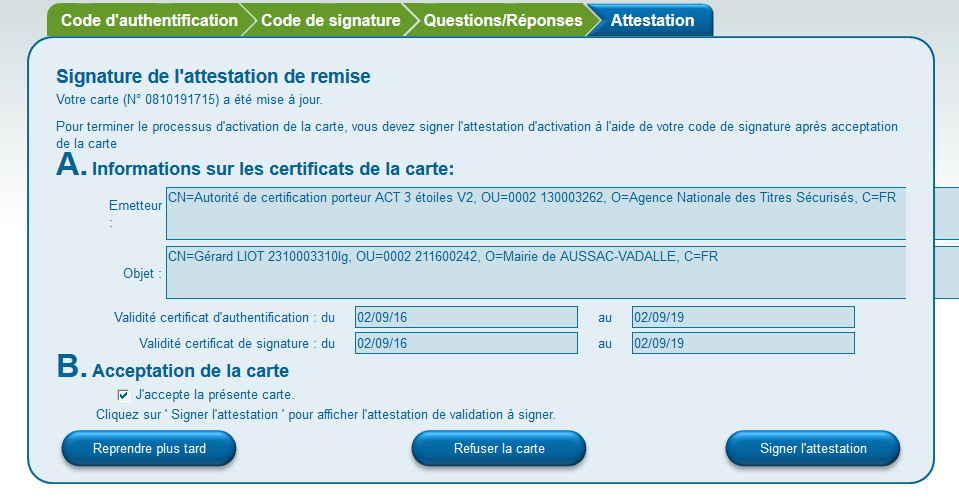 Code d'authentification Code de signature Questions/Réponses Attestation
Signature de l'attestation de remise
Votre carte (N° 0810191715) a été mise à jour.
Pour terminer le processus d'activation de la carte, vous devez signer l'attestation d'activation à l'aide de votre code de signature après acceptation
de la carte
A. Informations sur les certificats de la carte:
Emetteur : CN=Autorité de certification porteur ACT 3 étoiles V2, OU=0002 130003262, O=Agence Nationale des Titres Sécurisés, C=FR
Objet : CN=Gérard LIOT 2310003310lg, OU=0002 211600242, O=Mairie de AUSSAC-VADALLE, C=FR
Validité certificat d'authentification : du 02/09/16 au 02/09/19
Validité certificat de signature : du 02/09/16 au 02/09/19
B. Acceptation de la carte
J'accepte la présente carte.
Cliquez sur ' Signer l'attestation ' pour afficher l'attestation de validation à signer.
Reprendre plus tard Refuser la carte Signer l'attestation